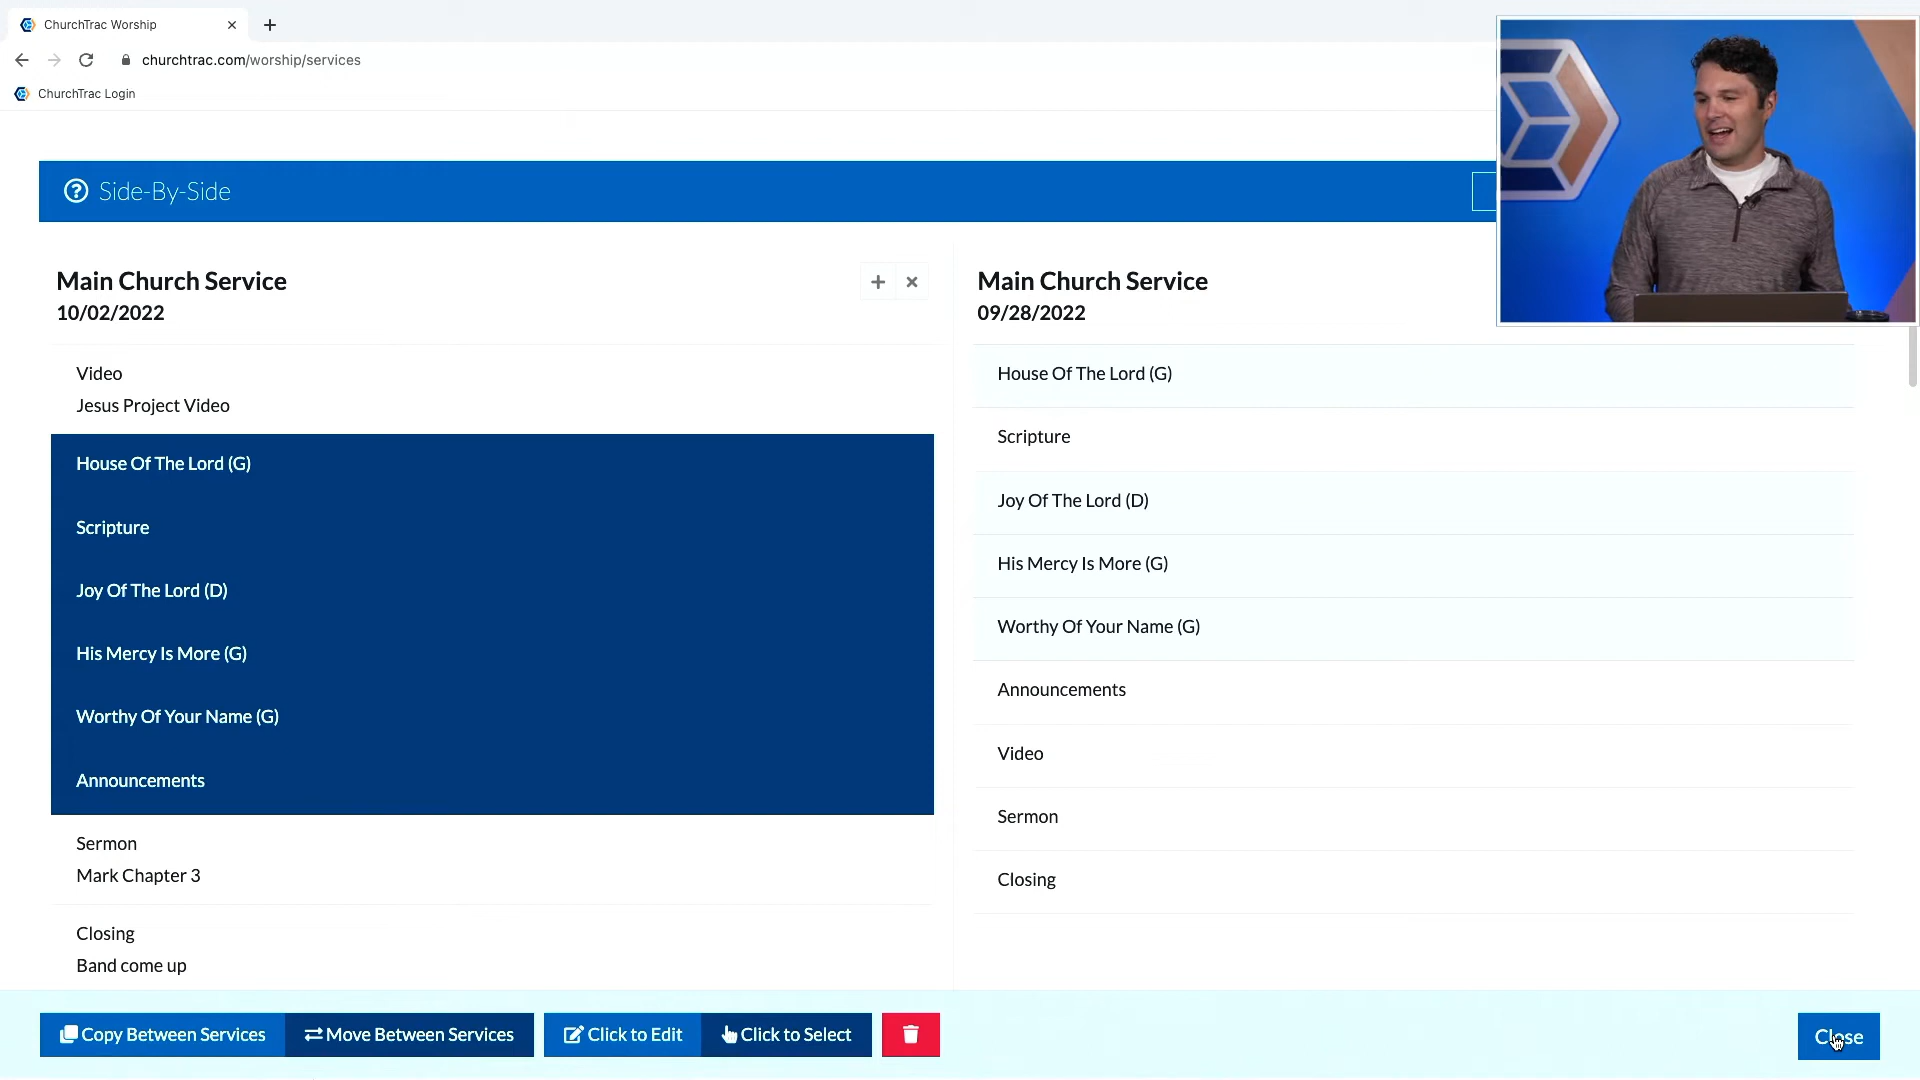 ChurchTrac Worship
churchtrac.com/worship/services
ChurchTrac Login
Side-By-Side
Main Church Service
10/02/2022
Video
Jesus Project Video
House Of The Lord (G)
Scripture
Joy Of The Lord (D)
His Mercy Is More (G)
Worthy Of Your Name (G)
Announcements
Sermon
Mark Chapter 3
Closing
Band come up
Main Church Service
09/28/2022
House Of The Lord (G)
Scripture
Joy Of The Lord (D)
His Mercy Is More (G)
Worthy Of Your Name (G)
Announcements
Video
Sermon
Closing
Copy Between Services Move Between Services Click to Edit Click to Select Close